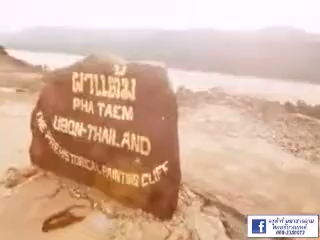 ผาแต้ม
PHA TAEM
UBON-THAILAND
THE PREHISTORICAL PAINTING CLIFF